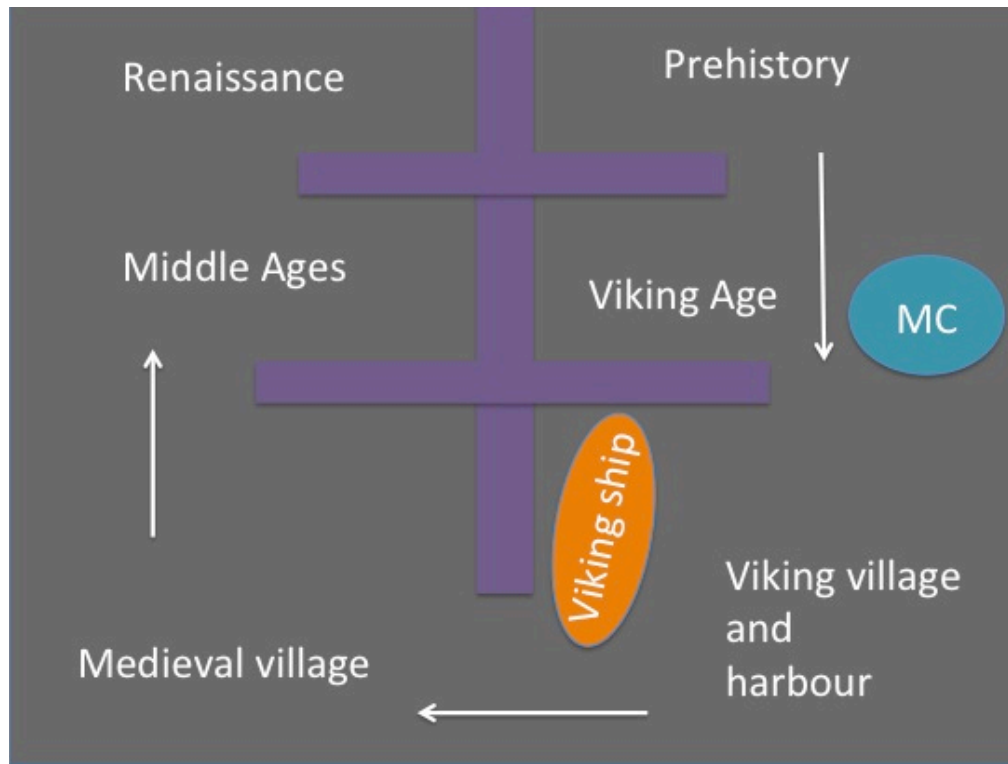 Renaissance
Prehistory
Middle Ages
Viking Age
MC
Viking ship
Viking village
and
harbour
Medieval village